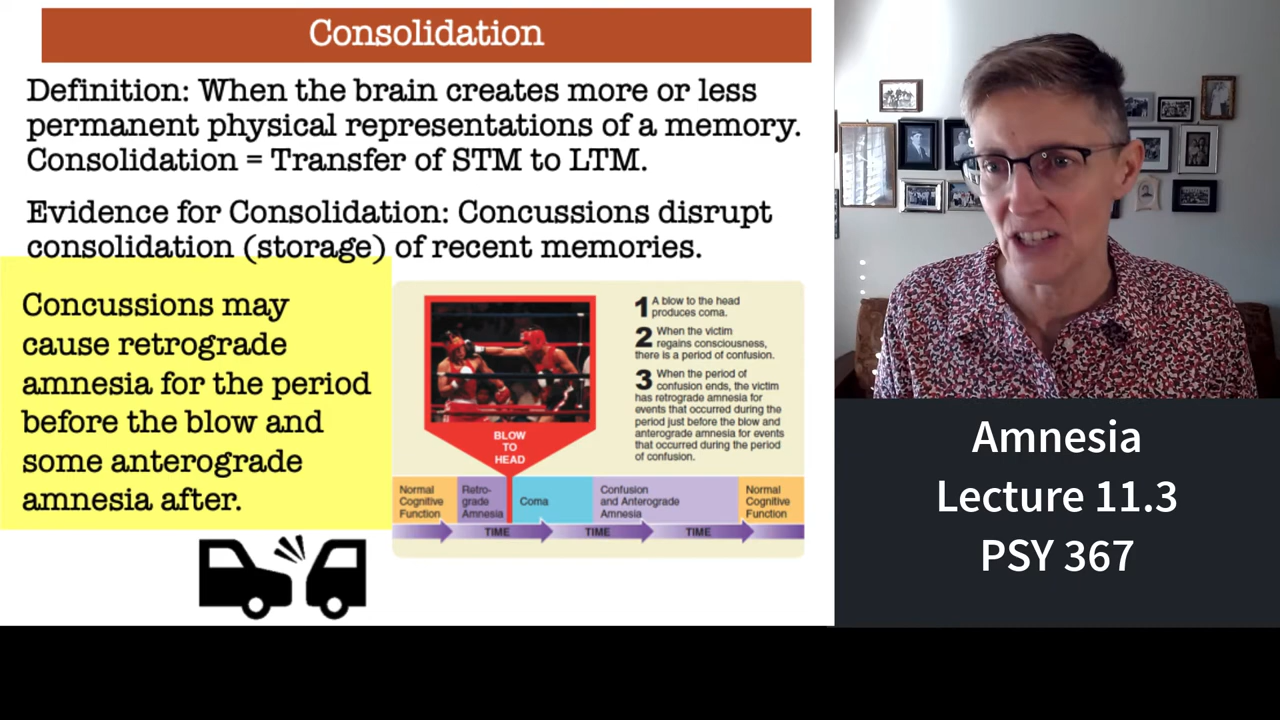 Consolidation
Definition: When the brain creates more or less
permanent physical representations of a memory.
Consolidation = Transfer of STM to LTM.
Evidence for Consolidation: Concussions disrupt
consolidation (storage) of recent memories.
Concussions may
cause retrograde
amnesia for the period
before the blow and
some anterograde
amnesia after.
BLOW
TO
HEAD
1 A blow to the head
produces coma.
2 When the victim
regains consciousness,
there is a period of confusion.
3 When the period of
confusion ends, the victim
has retrograde amnesia for
events that occurred during the
period just before the blow and
anterograde amnesia for events
that occurred during the period
of confusion.
Normal
Cognitive
Function
Retro-
grade
Amnesia
Coma
Confusion
and Anterograde
Amnesia
Normal
Cognitive
Function
TIME
TIME
TIME
Amnesia
Lecture 11.3
PSY 367